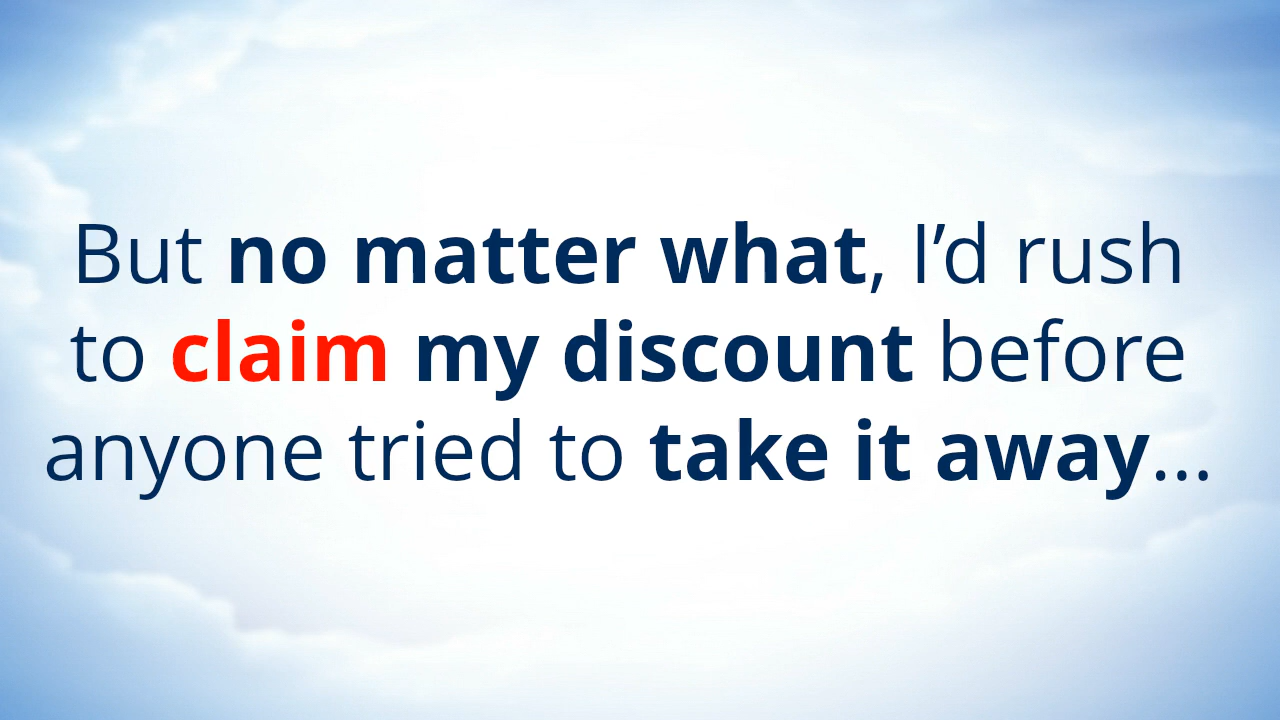 But no matter what, I’d rush
to claim my discount before
anyone tried to take it away...